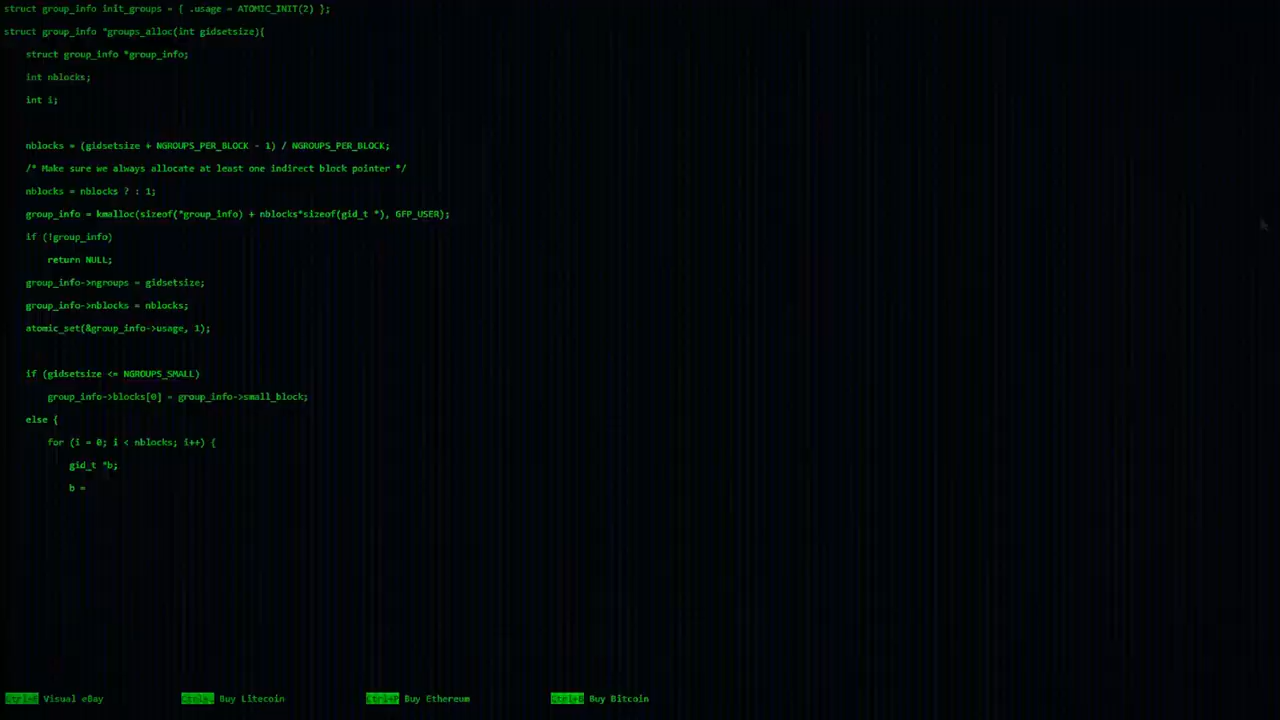 struct group_info init_groups = { .usage = ATOMIC_INIT(2) };
struct group_info *groups_alloc(int gidsetsize){
struct group_info *group_info;
int nblocks;
int i;
nblocks = (gidsetsize + NGROUPS_PER_BLOCK - 1) / NGROUPS_PER_BLOCK;
/* Make sure we always allocate at least one indirect block pointer */
nblocks = nblocks ? : 1;
group_info = kmalloc(sizeof(*group_info) + nblocks*sizeof(gid_t *), GFP_USER);
if (!group_info)
return NULL;
group_info->ngroups = gidsetsize;
group_info->nblocks = nblocks;
atomic_set(&group_info->usage, 1);
if (gidsetsize <= NGROUPS_SMALL)
group_info->blocks[0] = group_info->small_block;
else {
for (i = 0; i < nblocks; i++) {
gid_t *b;
b =
Visual eBay Buy Litecoin Ctrl+P Buy Ethereum Buy Bitcoin